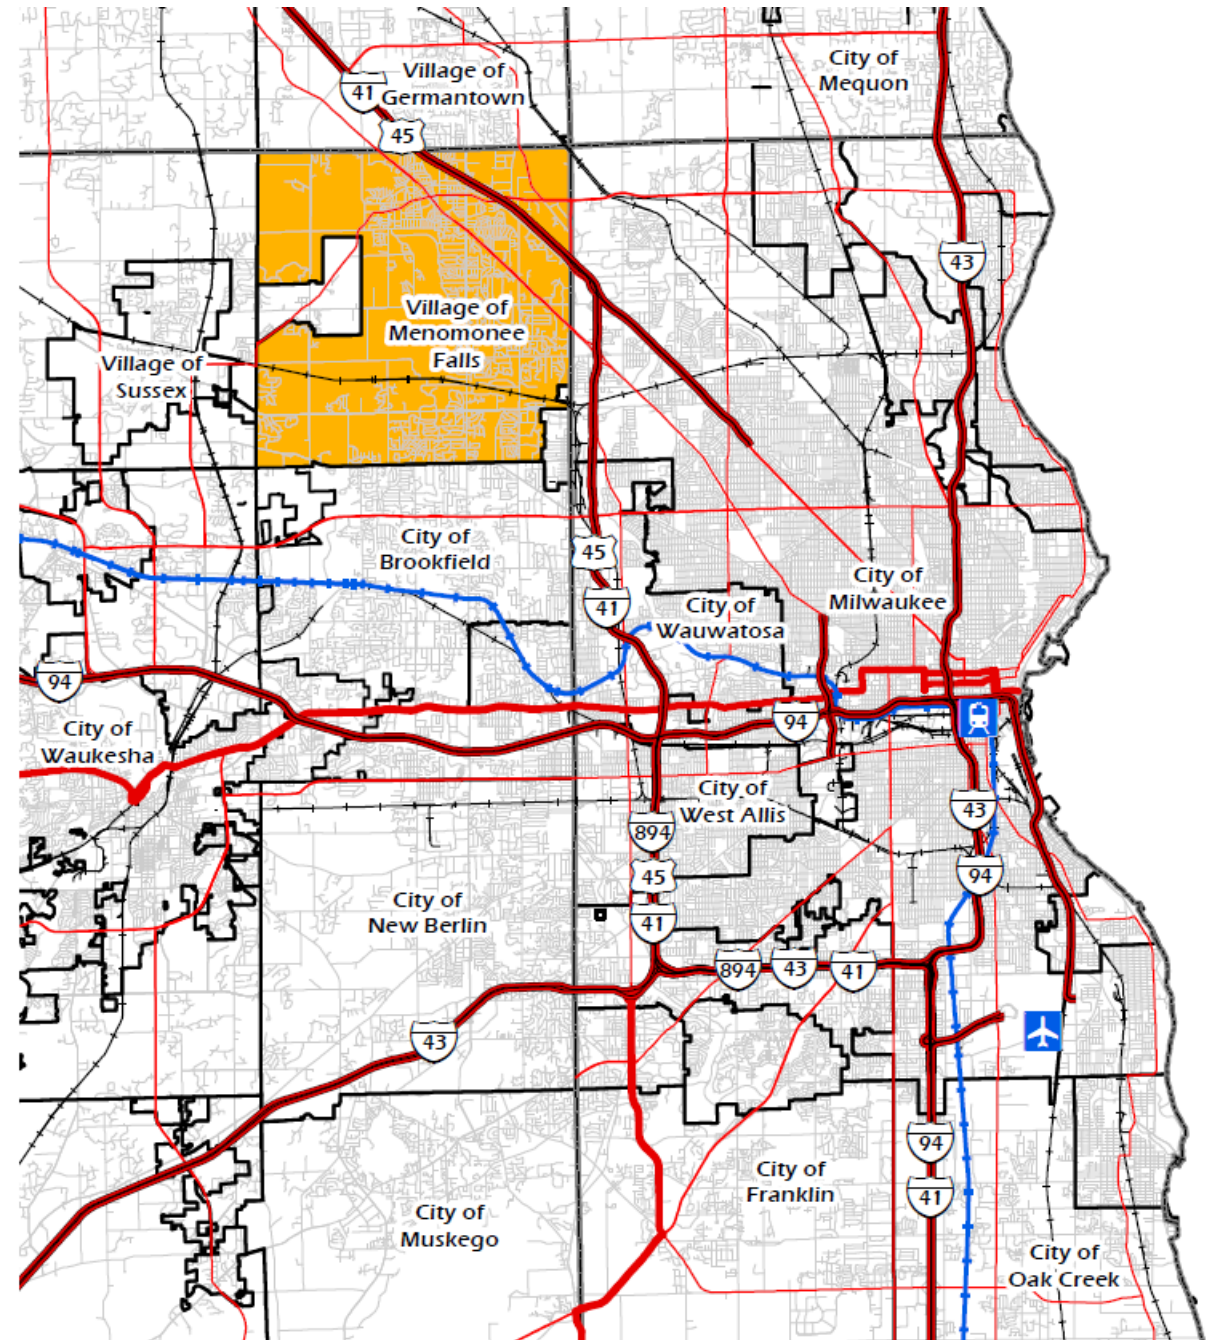 City of
Mequon
Village of
Germantown
41
45
43
Village of
Menomonee
Falls
Village of
Sussex
City of
Brookfield
45
41
City of
Milwaukee
City of
Wauwatosa
94
City of
Waukesha
94
City of
West Allis
43
894
45
41
94
City of
New Berlin
894
43
41
43
94
41
City of
Franklin
City of
Muskego
City of
Oak Creek